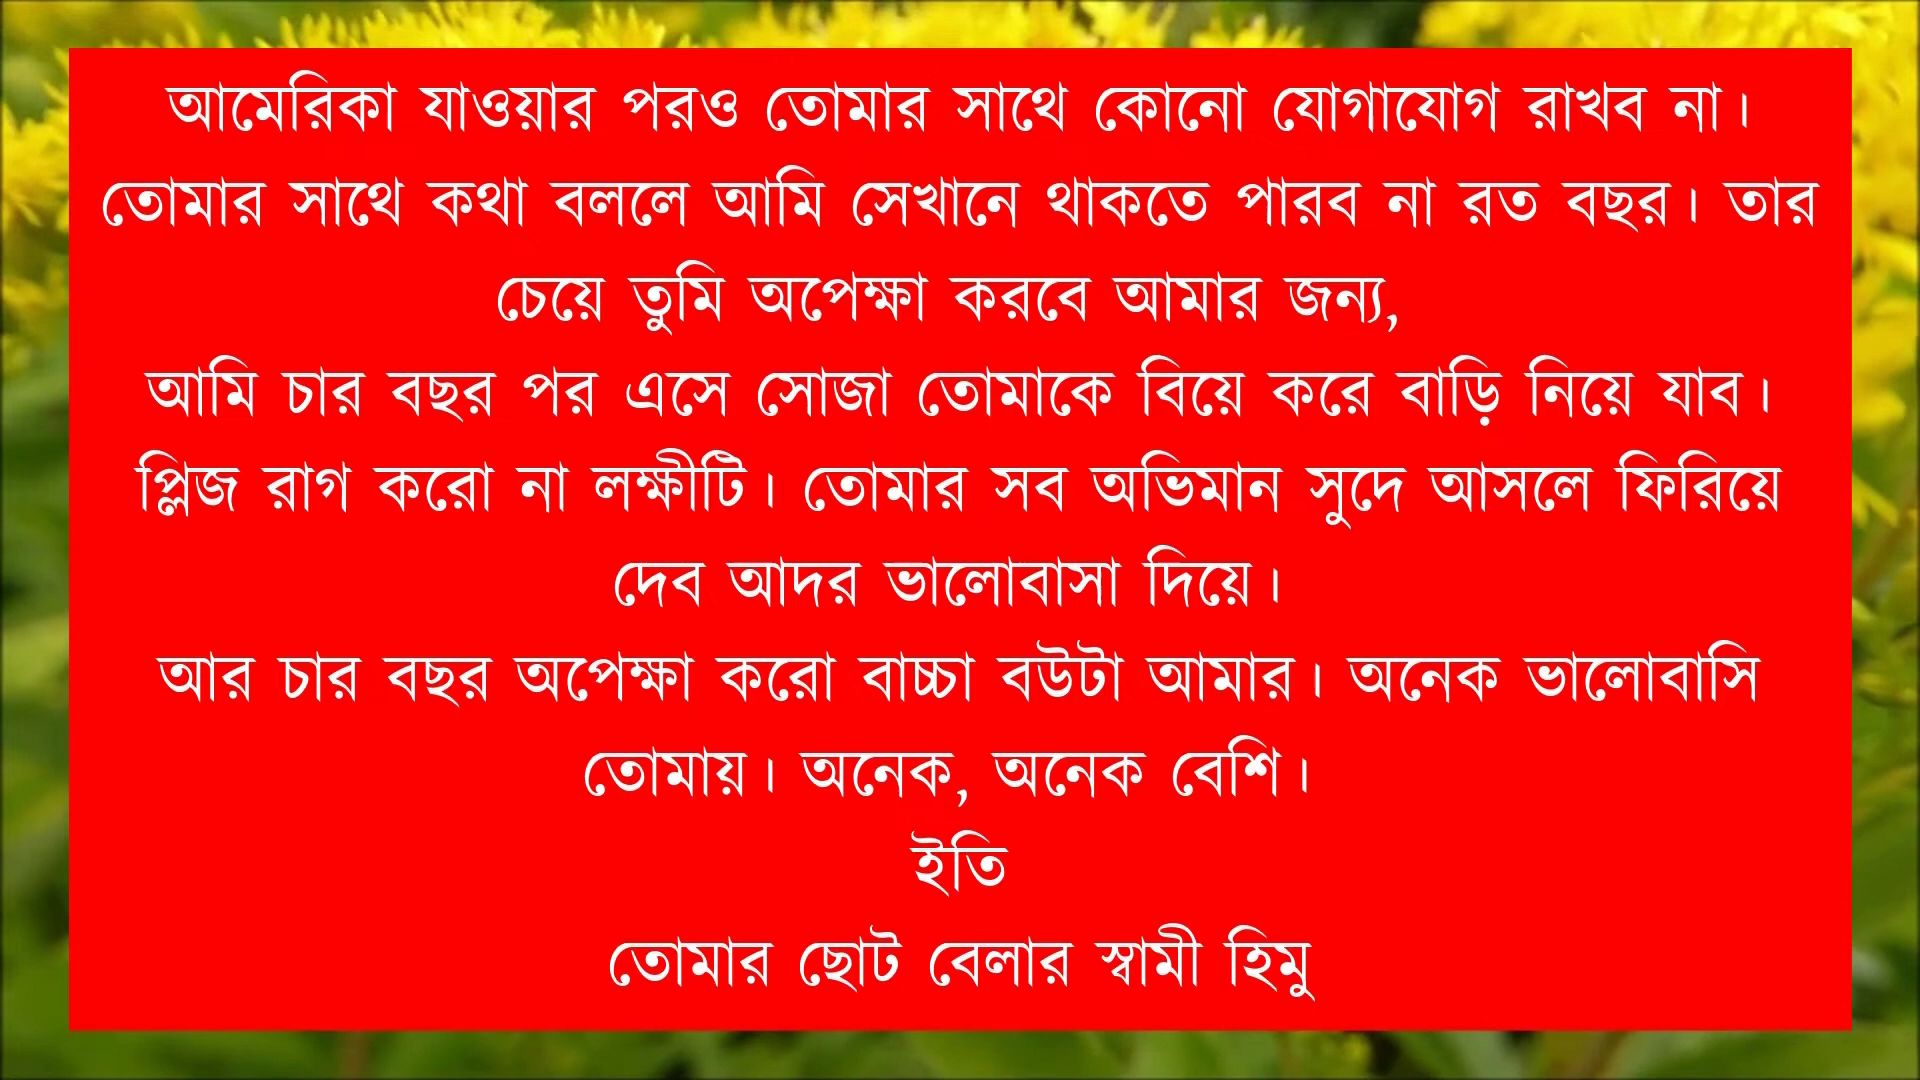 আমেরিকা যাওয়ার পরও তোমার সাথে কোনো যোগাযোগ রাখব না।
তোমার সাথে কথা বললে আমি সেখানে থাকতে পারব না রত বছর। তার
চেয়ে তুমি অপেক্ষা করবে আমার জন্য,
আমি চার বছর পর এসে সোজা তোমাকে বিয়ে করে বাড়ি নিয়ে যাব।
প্লিজ রাগ করো না লক্ষীটি। তোমার সব অভিমান সুদে আসলে ফিরিয়ে
দেব আদর ভালোবাসা দিয়ে।
আর চার বছর অপেক্ষা করো বাচ্চা বউটা আমার। অনেক ভালোবাসি
তোমায়। অনেক, অনেক বেশি।
ইতি
তোমার ছোট বেলার স্বামী হিমু